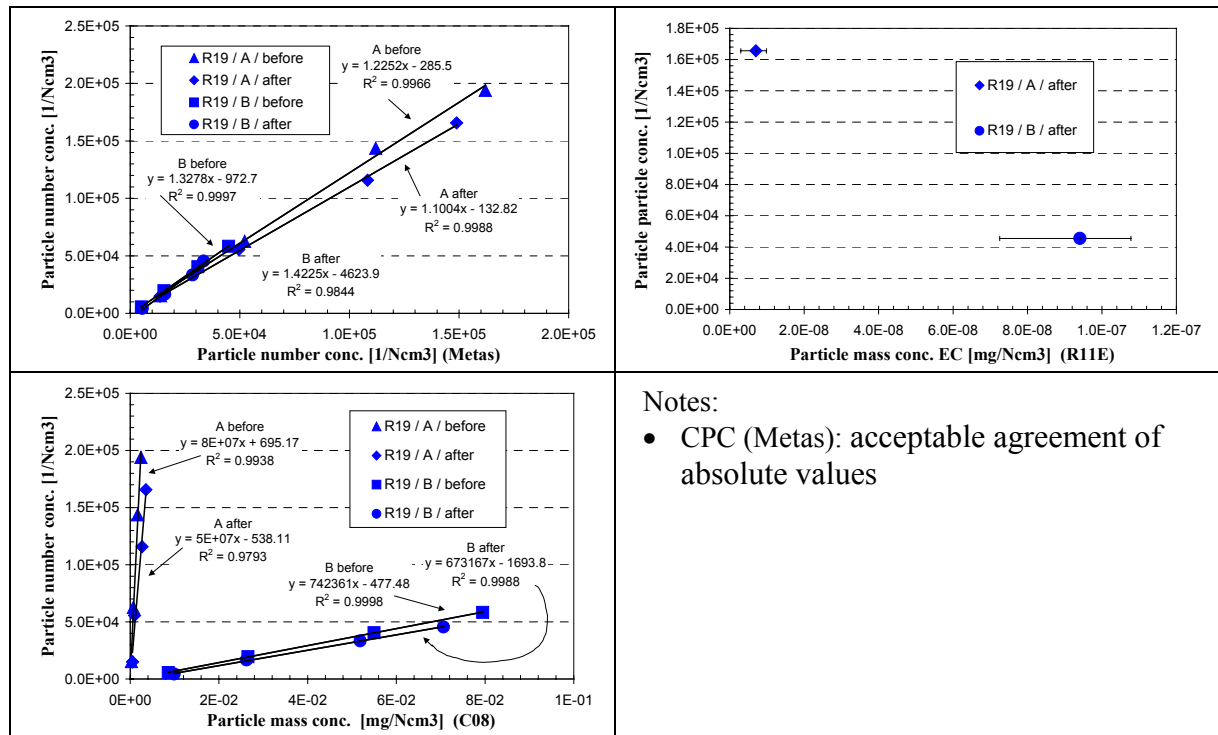 Particle number conc. [1/Ncm3]
2.5E+05
2.0E+05
1.5E+05
1.0E+05
5.0E+04
0.0E+00
R19 / A / before
R19 / A / after
R19 / B / before
R19 / B / after
A before
y = 1.2252x - 285.5
R2 = 0.9966
B before
y = 1.3278x - 972.7
R2 = 0.9997
A after
y = 1.1004x - 132.82
R2 = 0.9988
B after
y = 1.4225x - 4623.9
R2 = 0.9844
0.0E+00 5.0E+04 1.0E+05 1.5E+05 2.0E+05
Particle number conc. [1/Ncm3] (Metas)
Particle particle conc. [1/Ncm3]
1.8E+05
1.6E+05
1.4E+05
1.2E+05
1.0E+05
8.0E+04
6.0E+04
4.0E+04
2.0E+04
0.0E+00
R19 / A / after
R19 / B / after
0.0E+00 2.0E-08 4.0E-08 6.0E-08 8.0E-08 1.0E-07 1.2E-07
Particle mass conc. EC [mg/Ncm3] (R11E)
Particle number conc. [1/Ncm3]
2.5E+05
2.0E+05
1.5E+05
1.0E+05
5.0E+04
0.0E+00
A before
y = 8E+07x + 695.17
R2 = 0.9938
R19 / A / before
R19 / A / after
R19 / B / before
R19 / B / after
A after
y = 5E+07x - 538.11
R2 = 0.9793
B before
y = 742361x - 477.48
R2 = 0.9998
B after
y = 673167x - 1693.8
R2 = 0.9988
0E+00 2E-02 4E-02 6E-02 8E-02 1E-01
Particle mass conc. [mg/Ncm3] (C08)
Notes:
• CPC (Metas): acceptable agreement of
absolute values